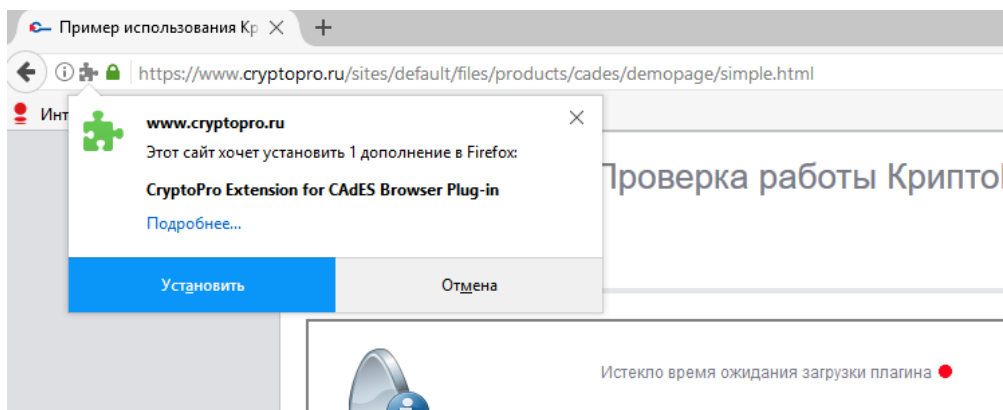 Пример использования Кр
https://www.cryptopro.ru/sites/default/files/products/cades/demopage/simple.html
Инт
www.cryptopro.ru
Этот сайт хочет установить 1 дополнение в Firefox:
CryptoPro Extension for CAdES Browser Plug-in
Подробнее...
Установить
Отмена
Проверка работы Крипто
Истекло время ожидания загрузки плагина